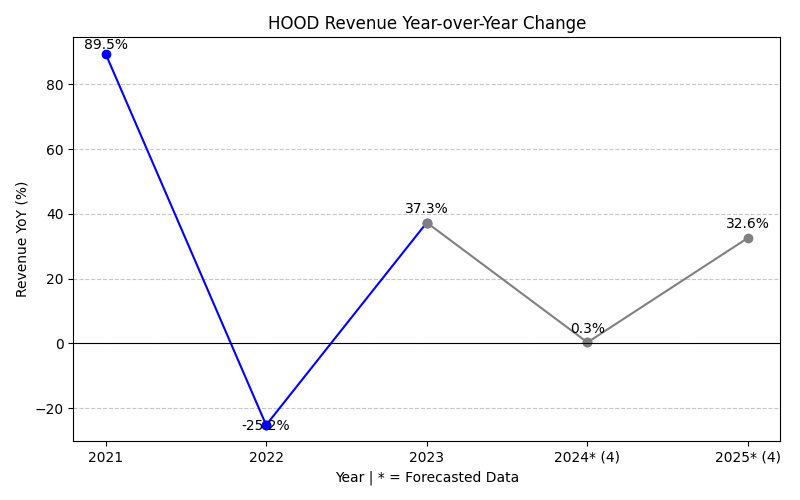 HOOD Revenue Year-over-Year Change
Revenue YoY (%)
80
60
40
20
0
−20
89.5%
-25.2%
37.3%
0.3%
32.6%
2021 2022 2023 2024* (4) 2025* (4)
Year | * = Forecasted Data